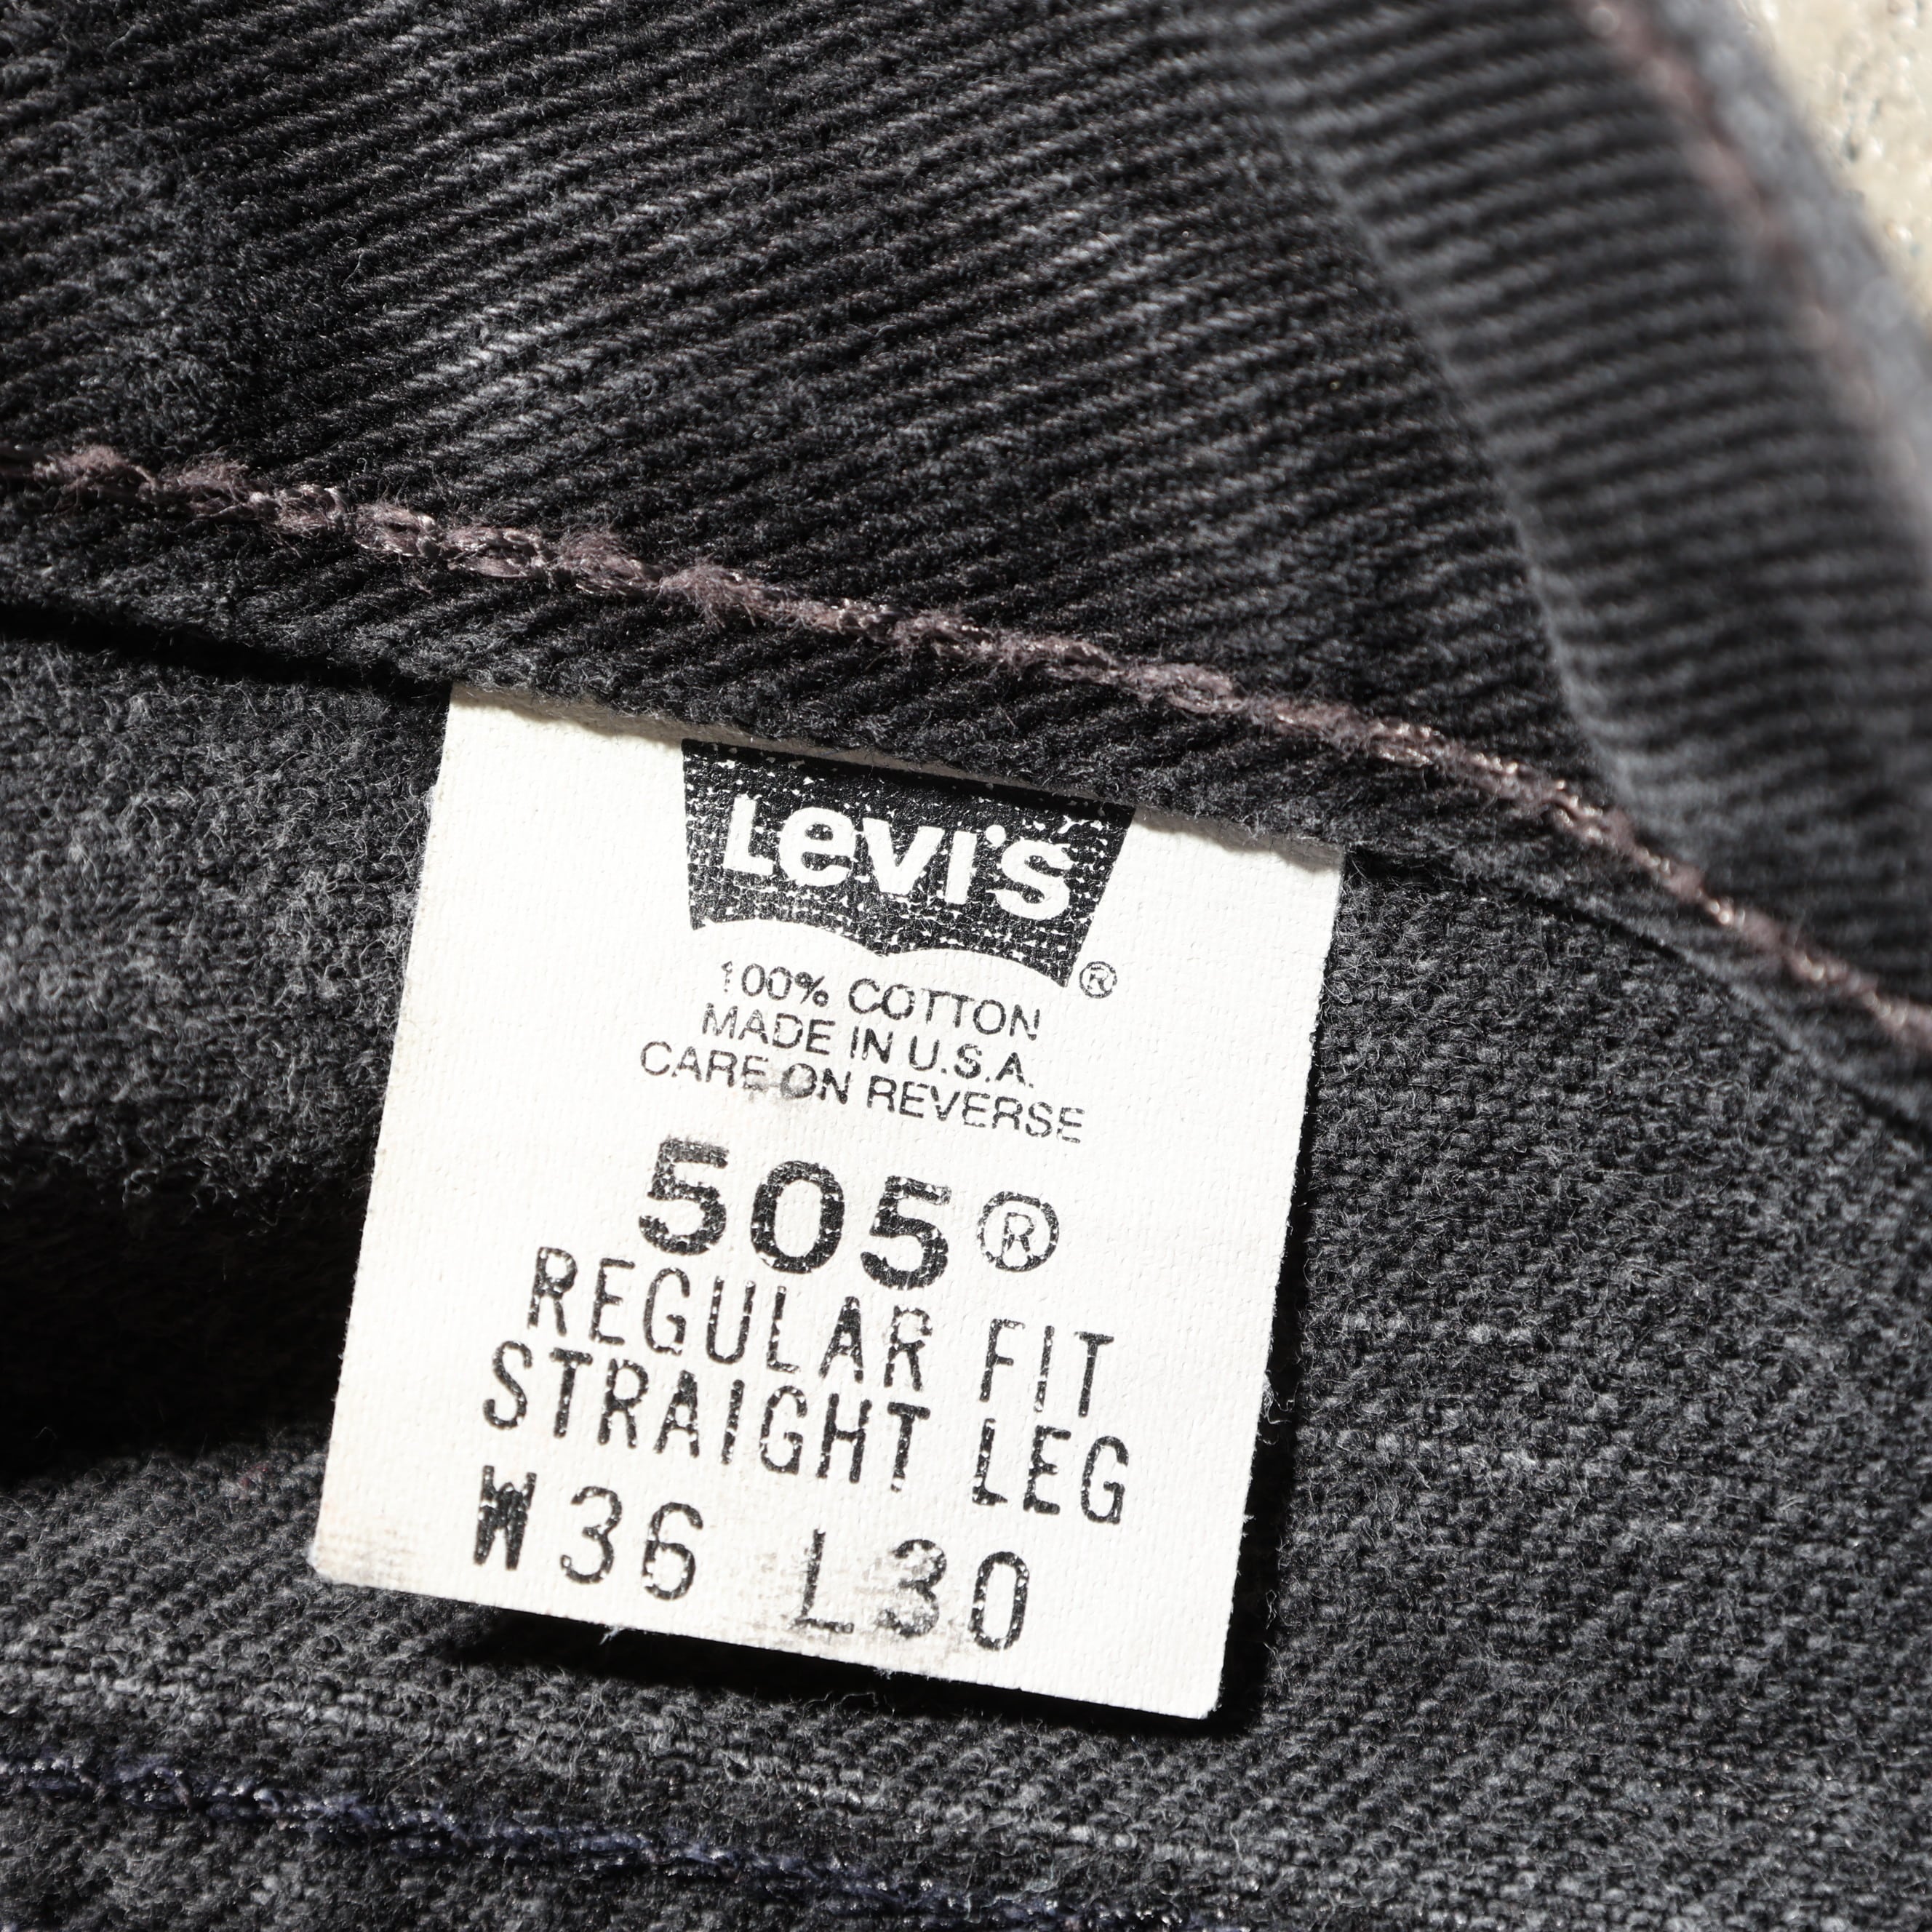 Levi's
®
100% COTTON
MADE IN U.S.A.
CARE ON REVERSE
505®
REGULAR FIT
STRAIGHT LEG
W36 L30